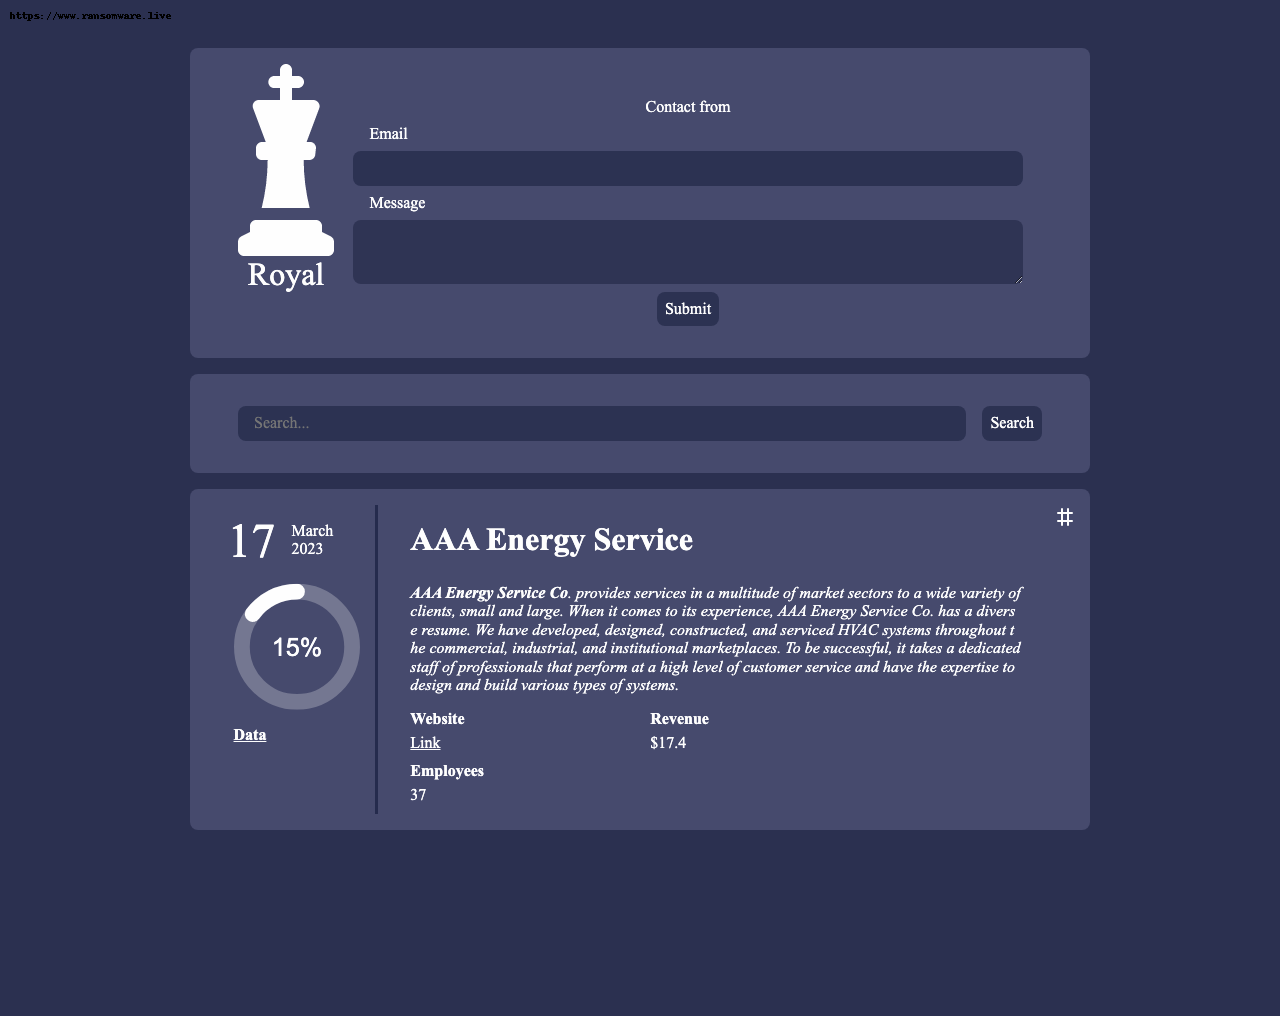 https://www.ransomware.live
Royal
Contact from
Email
Message
Submit
Search...
Search
17
March
2023
15%
Data
#
AAA Energy Service
AAA Energy Service Co. provides services in a multitude of market sectors to a wide variety of
clients, small and large. When it comes to its experience, AAA Energy Service Co. has a divers
e resume. We have developed, designed, constructed, and serviced HVAC systems throughout t
he commercial, industrial, and institutional marketplaces. To be successful, it takes a dedicated
staff of professionals that perform at a high level of customer service and have the expertise to
design and build various types of systems.
Website
Link
Revenue
$17.4
Employees
37